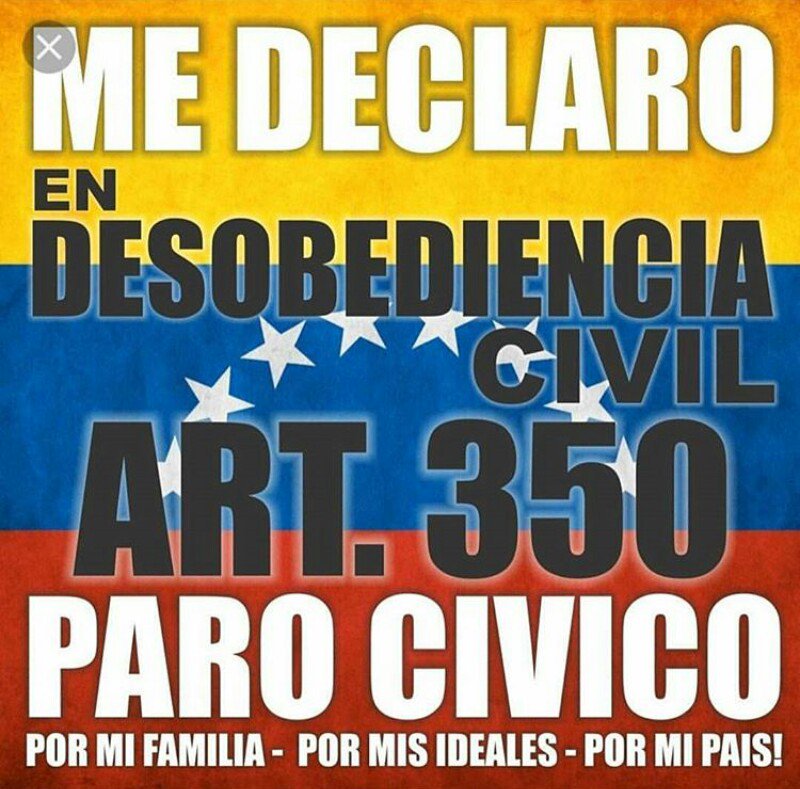 ME DECLARO
EN
DESOBEDIENCIA
CIVIL
ART. 350
PARO CIVICO
POR MI FAMILIA - POR MIS IDEALES - POR MI PAIS!